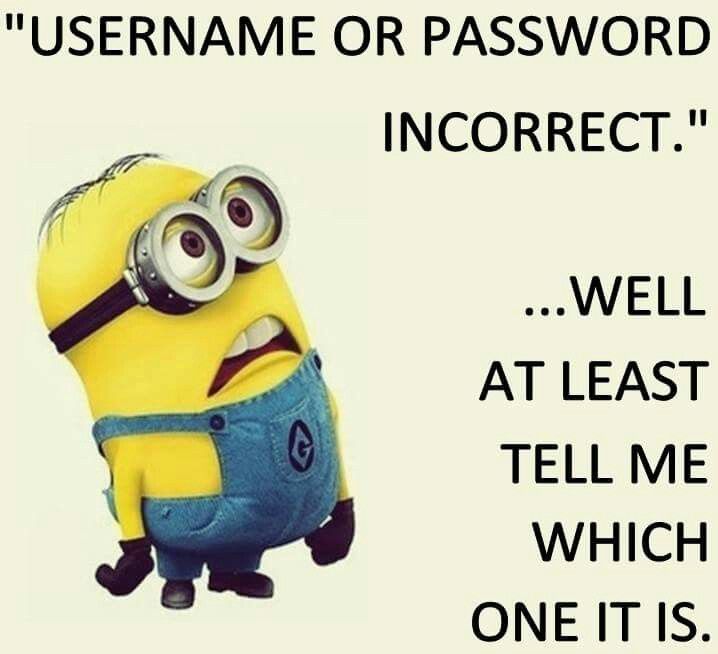 "USERNAME OR PASSWORD
INCORRECT."
...WELL
AT LEAST
TELL ME
WHICH
ONE IT IS.